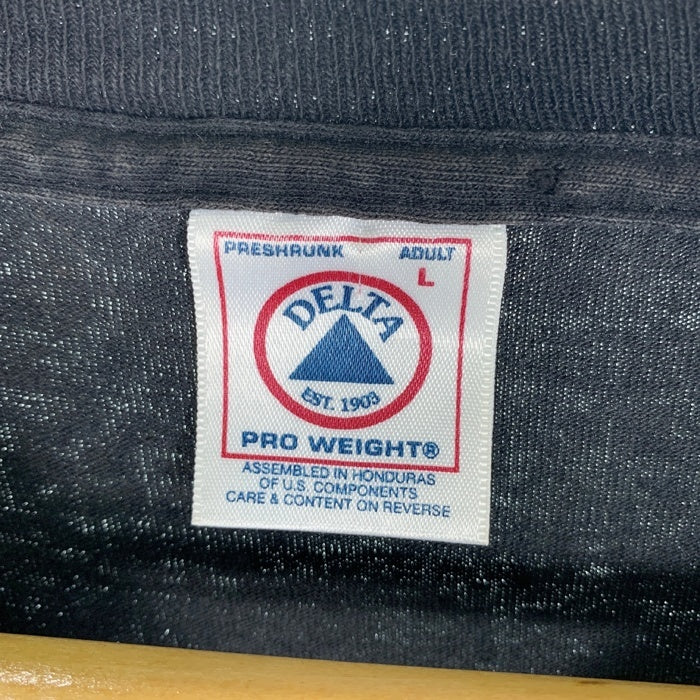 PRESHRUNK ADULT
L
DELTA
EST. 1903
PRO WEIGHT®
ASSEMBLED IN HONDURAS
OF U.S. COMPONENTS
CARE & CONTENT ON REVERSE